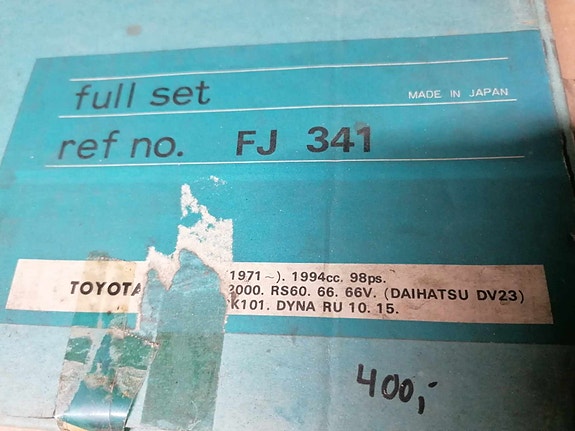 full set
MADE IN JAPAN
ref no. FJ 341
1971~). 1994cc. 98ps.
TOYOTA 2000. RS60. 66. 66V. (DAIHATSU DV23)
K101. DYNA RU 10. 15.
400,-